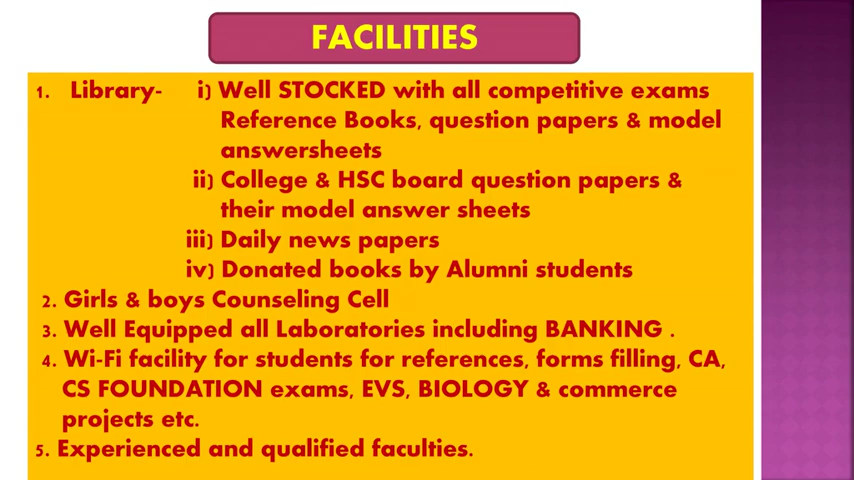 FACILITIES
1. Library- i) Well STOCKED with all competitive exams
Reference Books, question papers & model
answersheets
ii) College & HSC board question papers &
their model answer sheets
iii) Daily news papers
iv) Donated books by Alumni students
2. Girls & boys Counseling Cell
3. Well Equipped all Laboratories including BANKING .
4. Wi-Fi facility for students for references, forms filling, CA,
CS FOUNDATION exams, EVS, BIOLOGY & commerce
projects etc.
5. Experienced and qualified faculties.